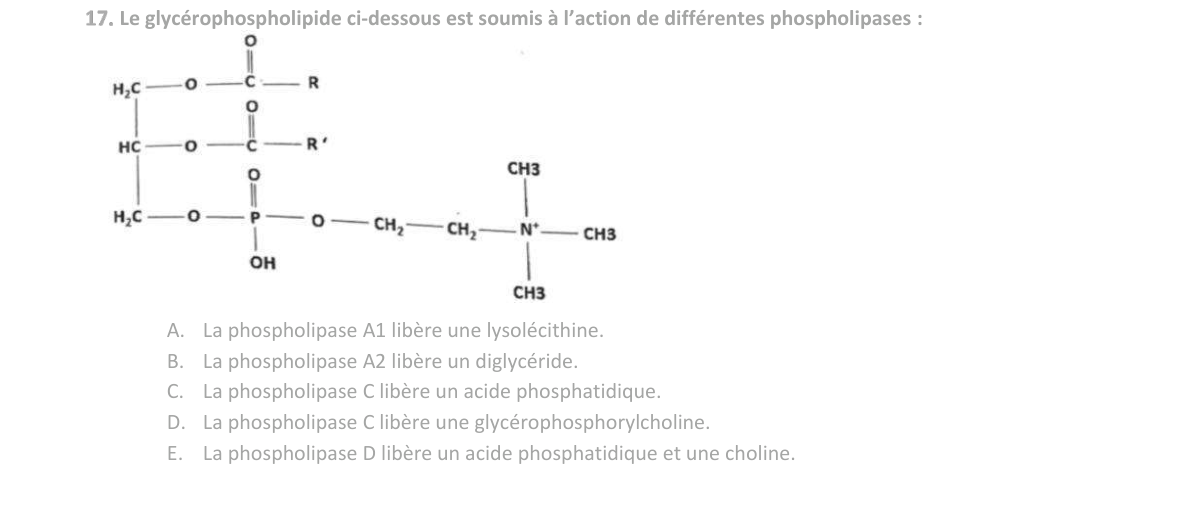 17. Le glycérophospholipide ci-dessous est soumis à l’action de différentes phospholipases :
O
H₂C O C R
O
HC O C R'
O CH3
H₂C O P O CH₂ CH₂ N⁺ CH3
OH
CH3
A. La phospholipase A1 libère une lysolécithine.
B. La phospholipase A2 libère un diglycéride.
C. La phospholipase C libère un acide phosphatidique.
D. La phospholipase C libère une glycérophosphorylcholine.
E. La phospholipase D libère un acide phosphatidique et une choline.